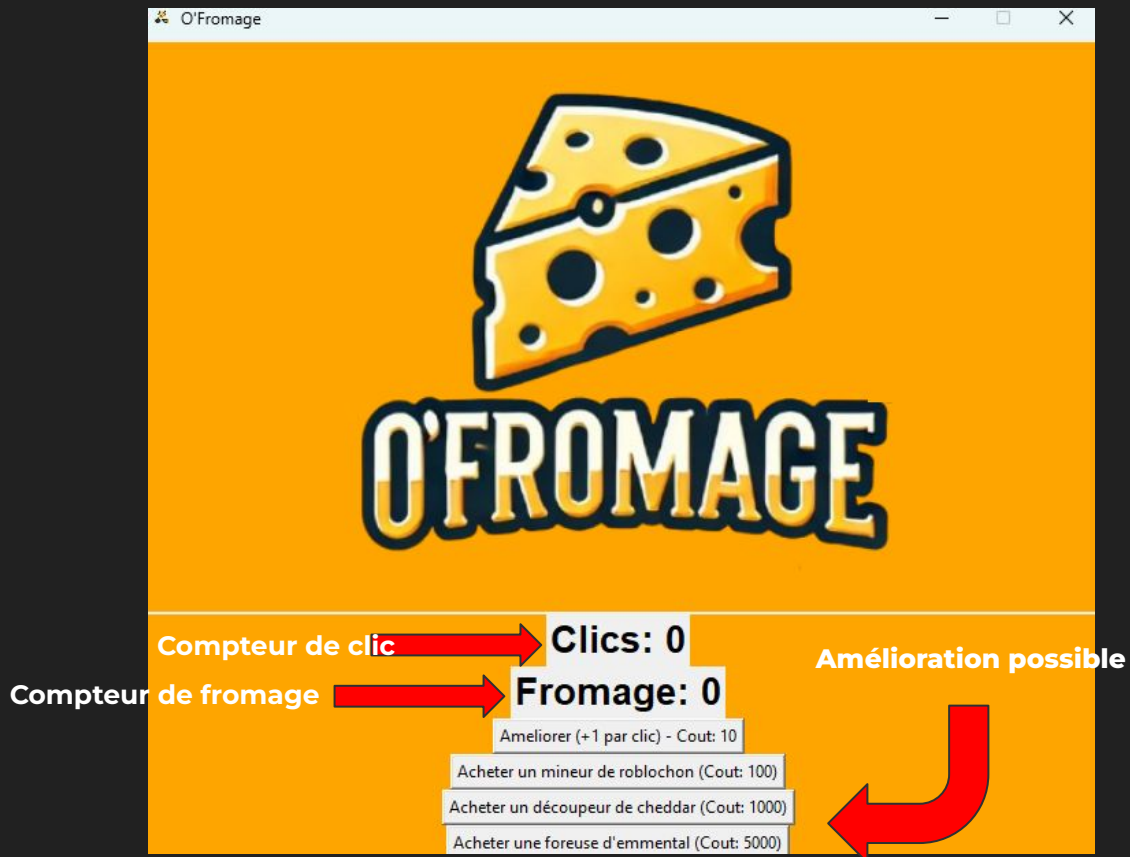 O'Fromage
O'FROMAGE
Compteur de clic
Clics: 0
Amélioration possible
Compteur de fromage
Fromage: 0
Ameliorer (+1 par clic) - Cout: 10
Acheter un mineur de roblochon (Cout: 100)
Acheter un découpeur de cheddar (Cout: 1000)
Acheter une foreuse d'emmental (Cout: 5000)